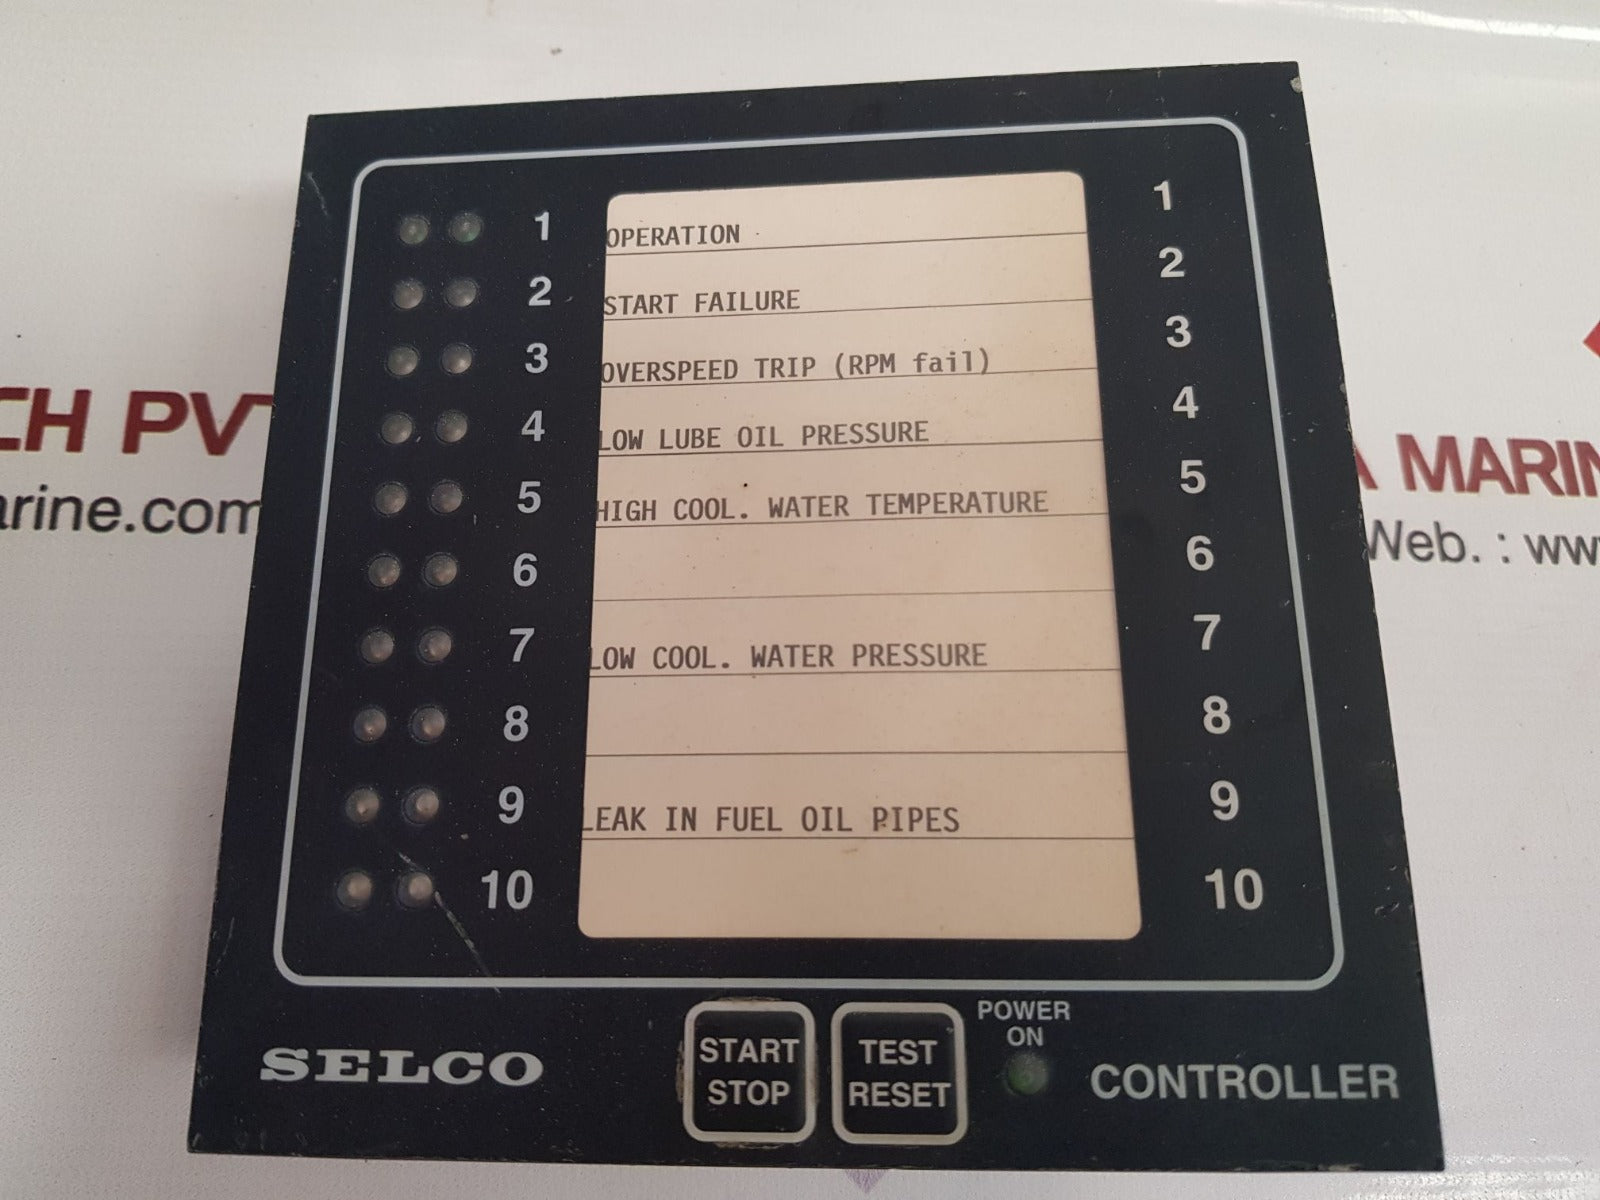 1 OPERATION 1
2 START FAILURE 2
3 OVERSPEED TRIP (RPM fail) 3
4 LOW LUBE OIL PRESSURE 4
5 HIGH COOL. WATER TEMPERATURE 5
6 6
7 LOW COOL. WATER PRESSURE 7
8 8
9 LEAK IN FUEL OIL PIPES 9
10 10
SELCO
START
STOP
TEST
RESET
POWER
ON
CONTROLLER
CH PVT
arine.com
A MARIN
Web. : www